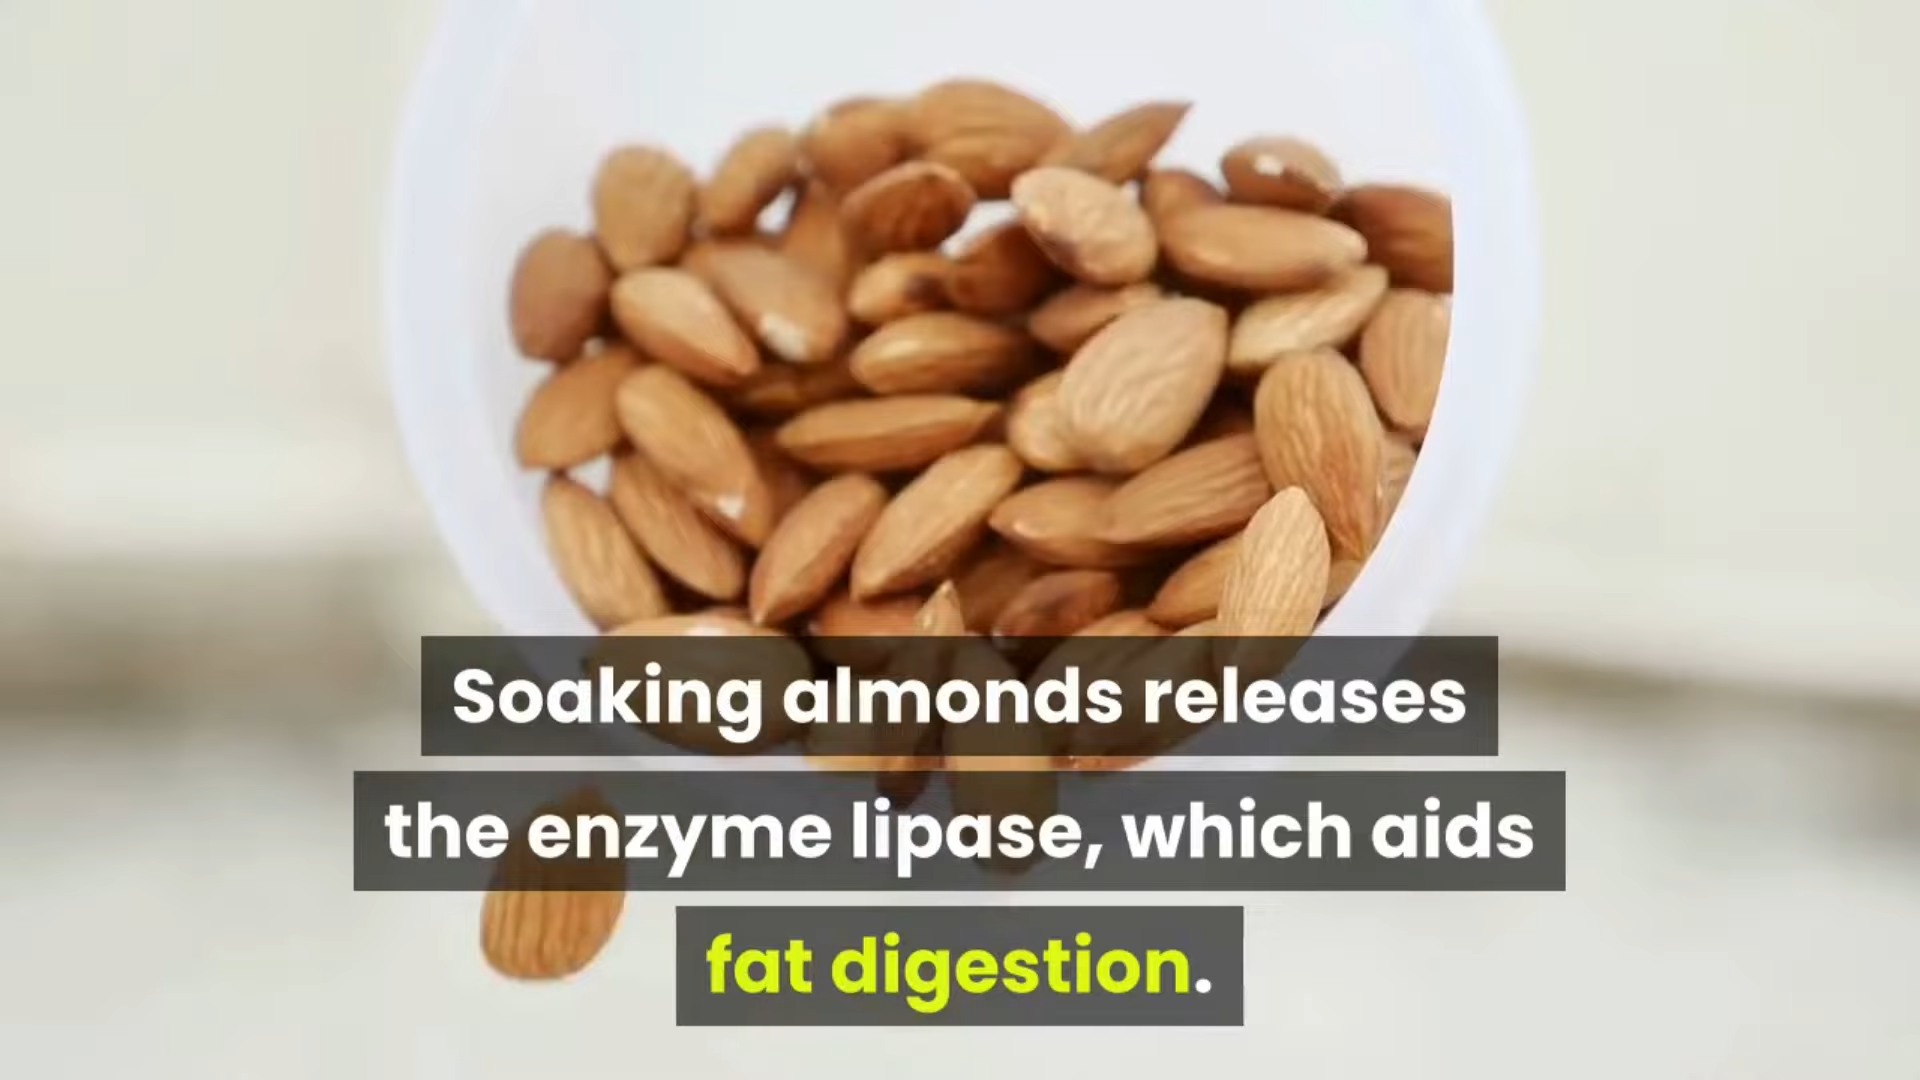 Soaking almonds releases
the enzyme lipase, which aids
fat digestion.